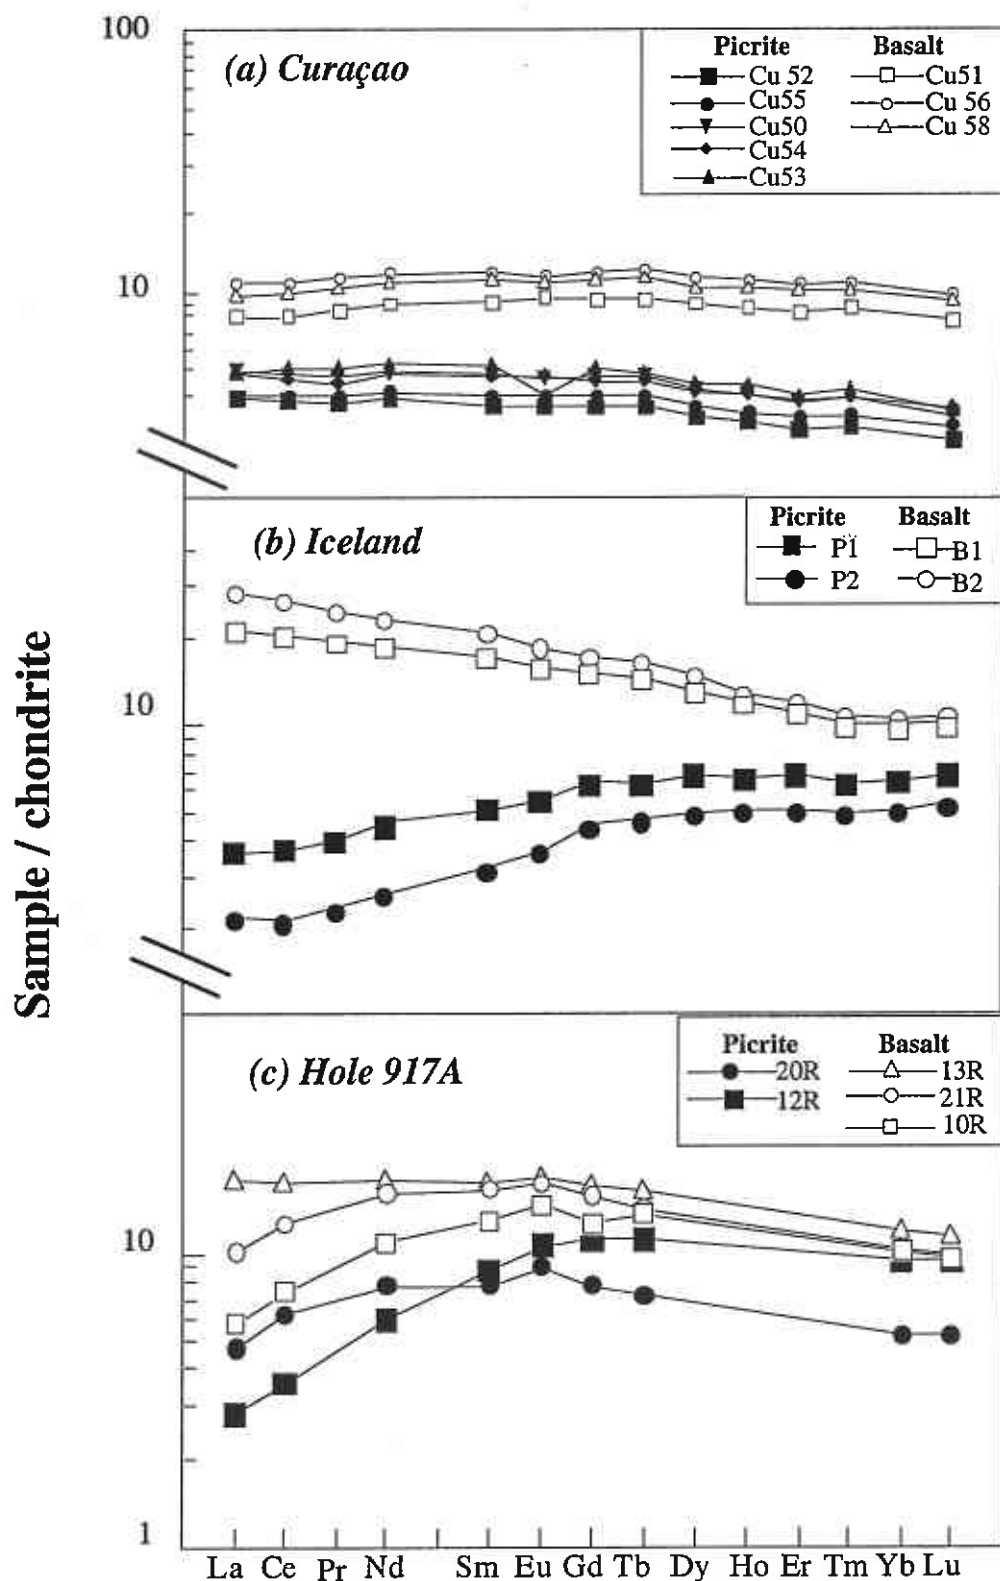 100
(a) Curaçao
Picrite Basalt
Cu 52 Cu51
Cu55 Cu 56
Cu50 Cu 58
Cu54
Cu53
10
(b) Iceland
Picrite Basalt
P1 B1
P2 B2
Sample / chondrite
10
(c) Hole 917A
Picrite Basalt
20R 13R
12R 21R
10R
10
1
La Ce Pr Nd Sm Eu Gd Tb Dy Ho Er Tm Yb Lu